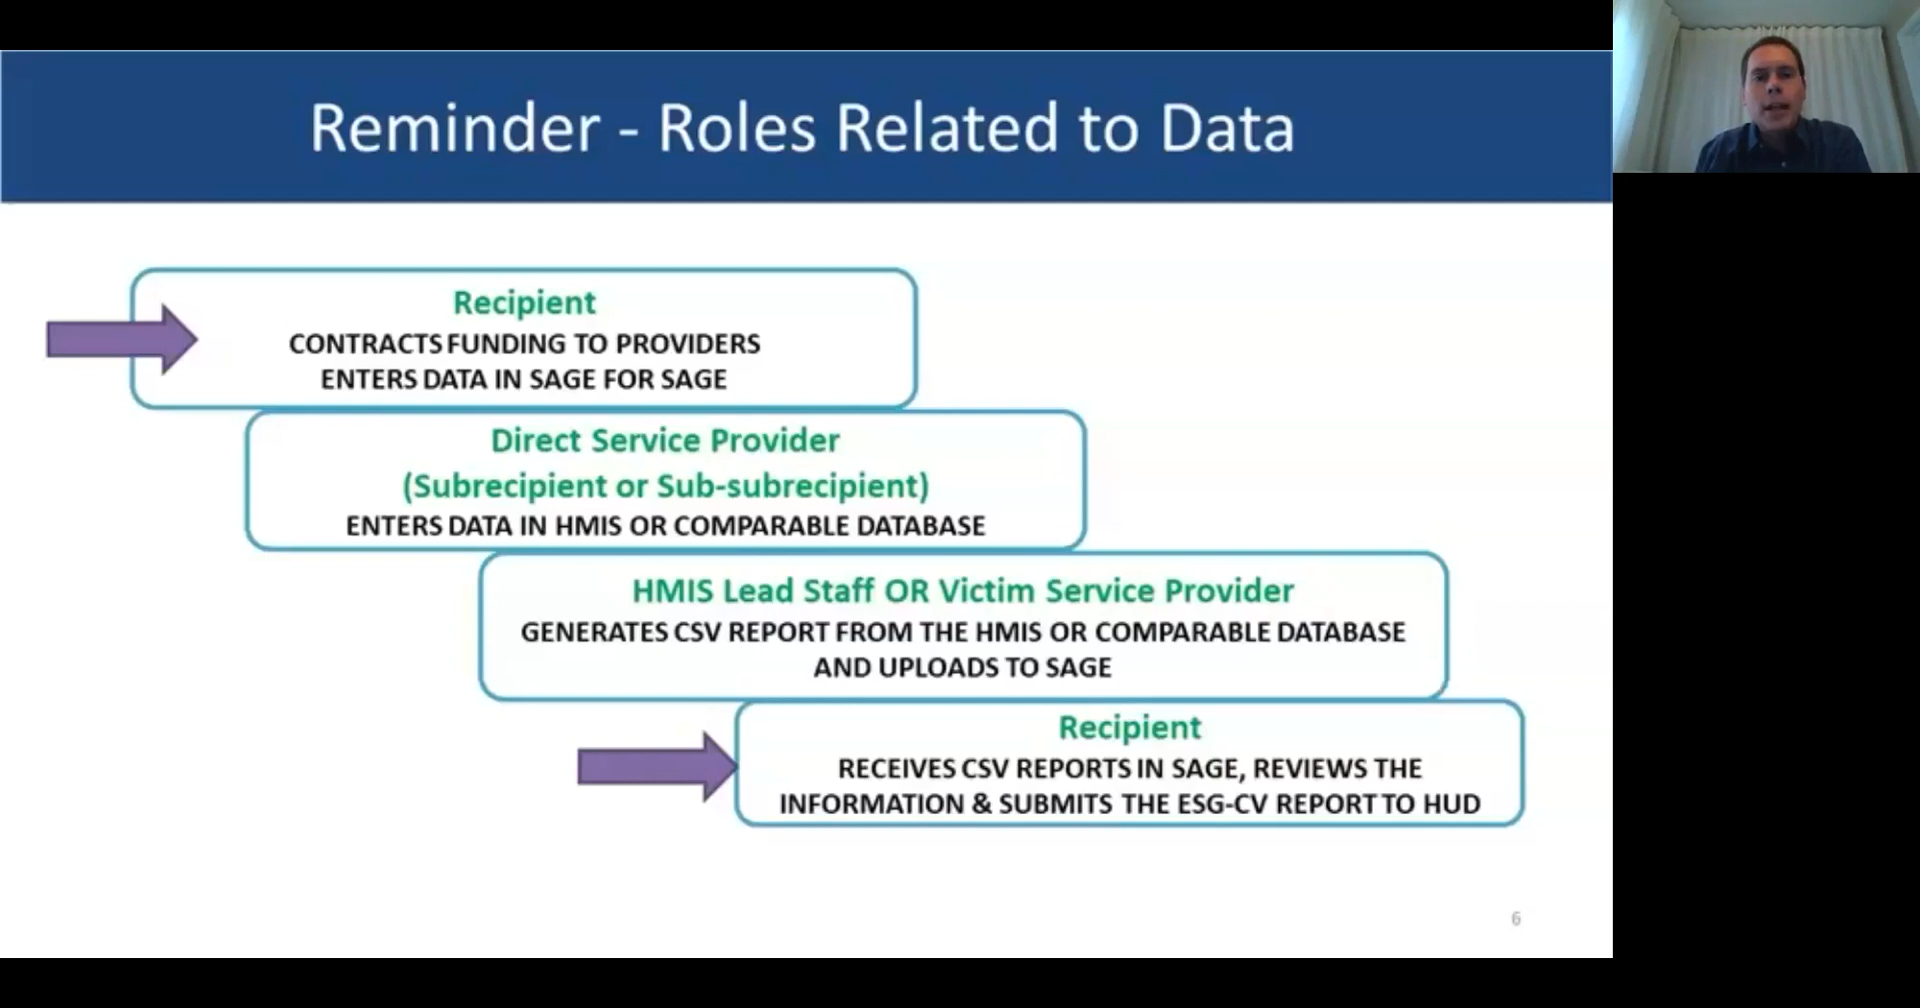 Reminder - Roles Related to Data
Recipient
CONTRACTS FUNDING TO PROVIDERS
ENTERS DATA IN SAGE FOR SAGE
Direct Service Provider
(Subrecipient or Sub-subrecipient)
ENTERS DATA IN HMIS OR COMPARABLE DATABASE
HMIS Lead Staff OR Victim Service Provider
GENERATES CSV REPORT FROM THE HMIS OR COMPARABLE DATABASE
AND UPLOADS TO SAGE
Recipient
RECEIVES CSV REPORTS IN SAGE, REVIEWS THE
INFORMATION & SUBMITS THE ESG-CV REPORT TO HUD
6